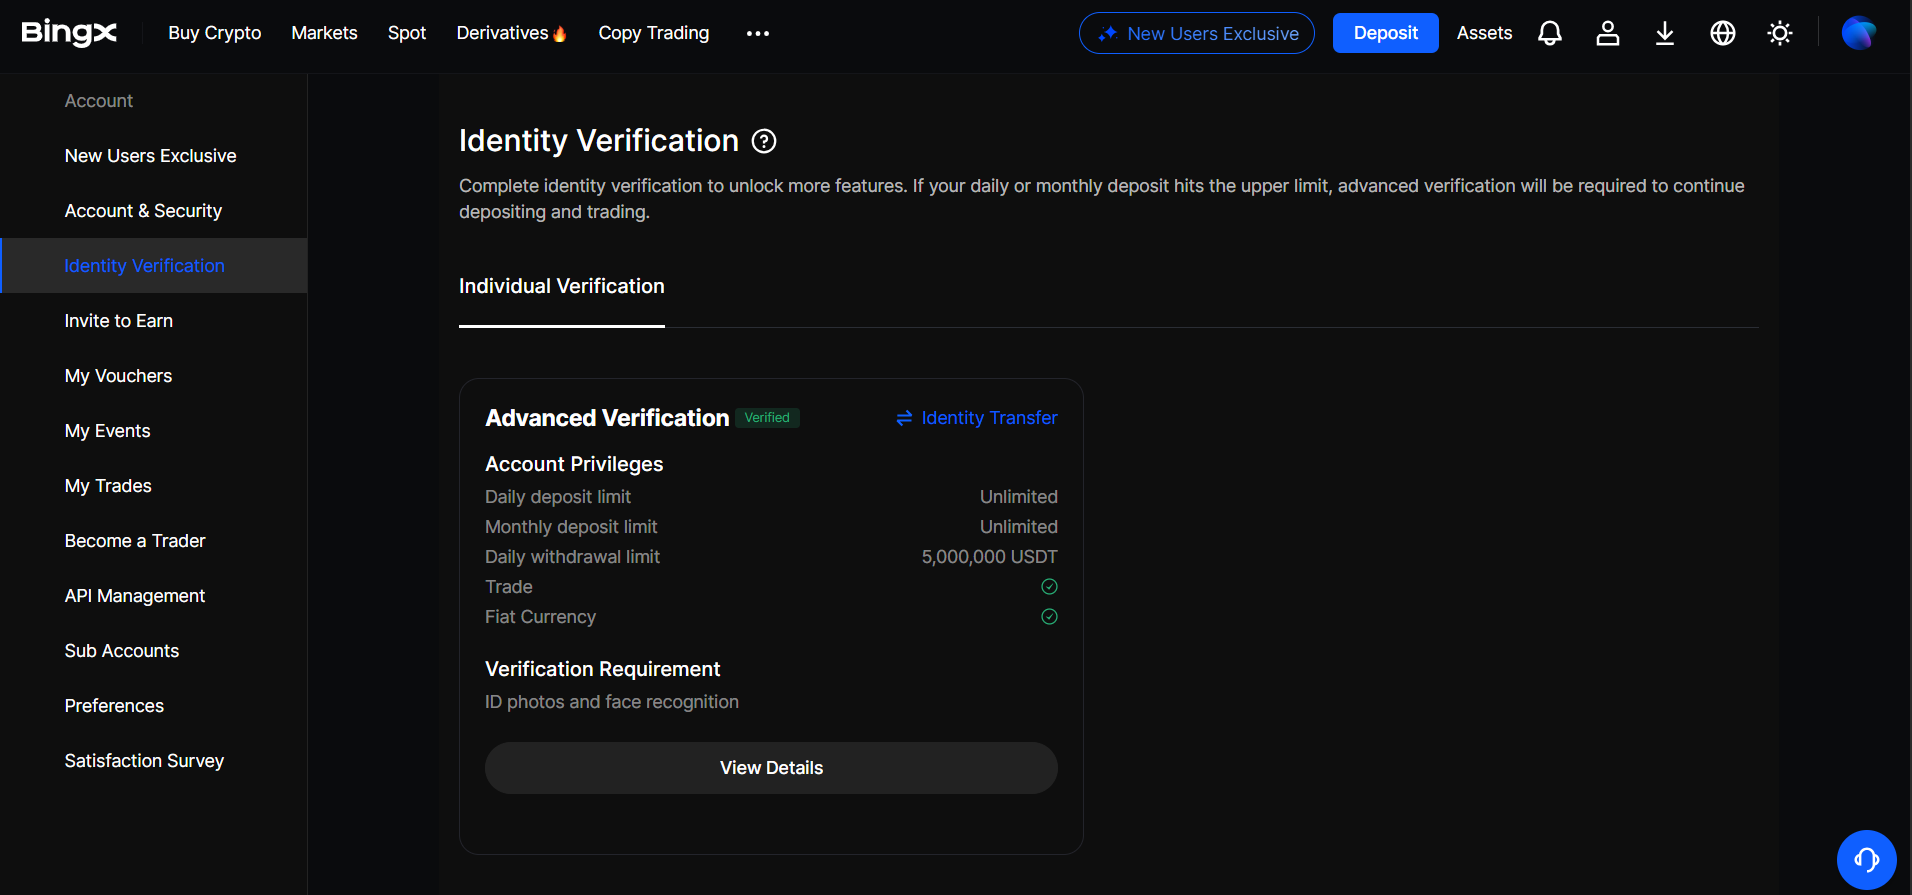 BingX
Buy Crypto
Markets
Spot
Derivatives
Copy Trading
New Users Exclusive
Deposit
Assets
Account
New Users Exclusive
Account & Security
Identity Verification
Invite to Earn
My Vouchers
My Events
My Trades
Become a Trader
API Management
Sub Accounts
Preferences
Satisfaction Survey
Identity Verification
Complete identity verification to unlock more features. If your daily or monthly deposit hits the upper limit, advanced verification will be required to continue
depositing and trading.
Individual Verification
Advanced Verification Verified Identity Transfer
Account Privileges
Daily deposit limit Unlimited
Monthly deposit limit Unlimited
Daily withdrawal limit 5,000,000 USDT
Trade
Fiat Currency
Verification Requirement
ID photos and face recognition
View Details